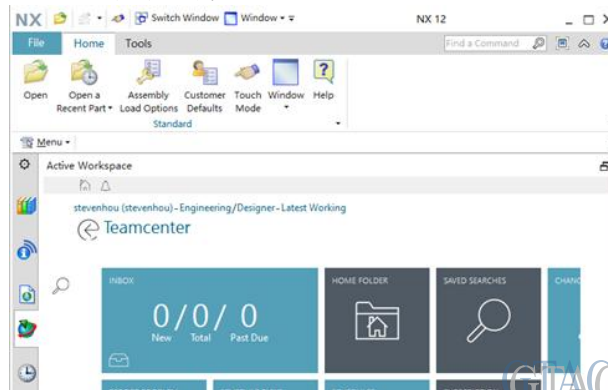 NX Switch Window Window NX 12
File Home Tools Find a Command
Open Open a Recent Part Assembly Load Options Customer Defaults Touch Mode Window Help
Standard
Menu
Active Workspace
stevenhou (stevenhou) - Engineering/Designer - Latest Working
Teamcenter
INBOX HOME FOLDER SAVED SEARCHES CHANG
0/0/0
New Total Past Due
GTAC